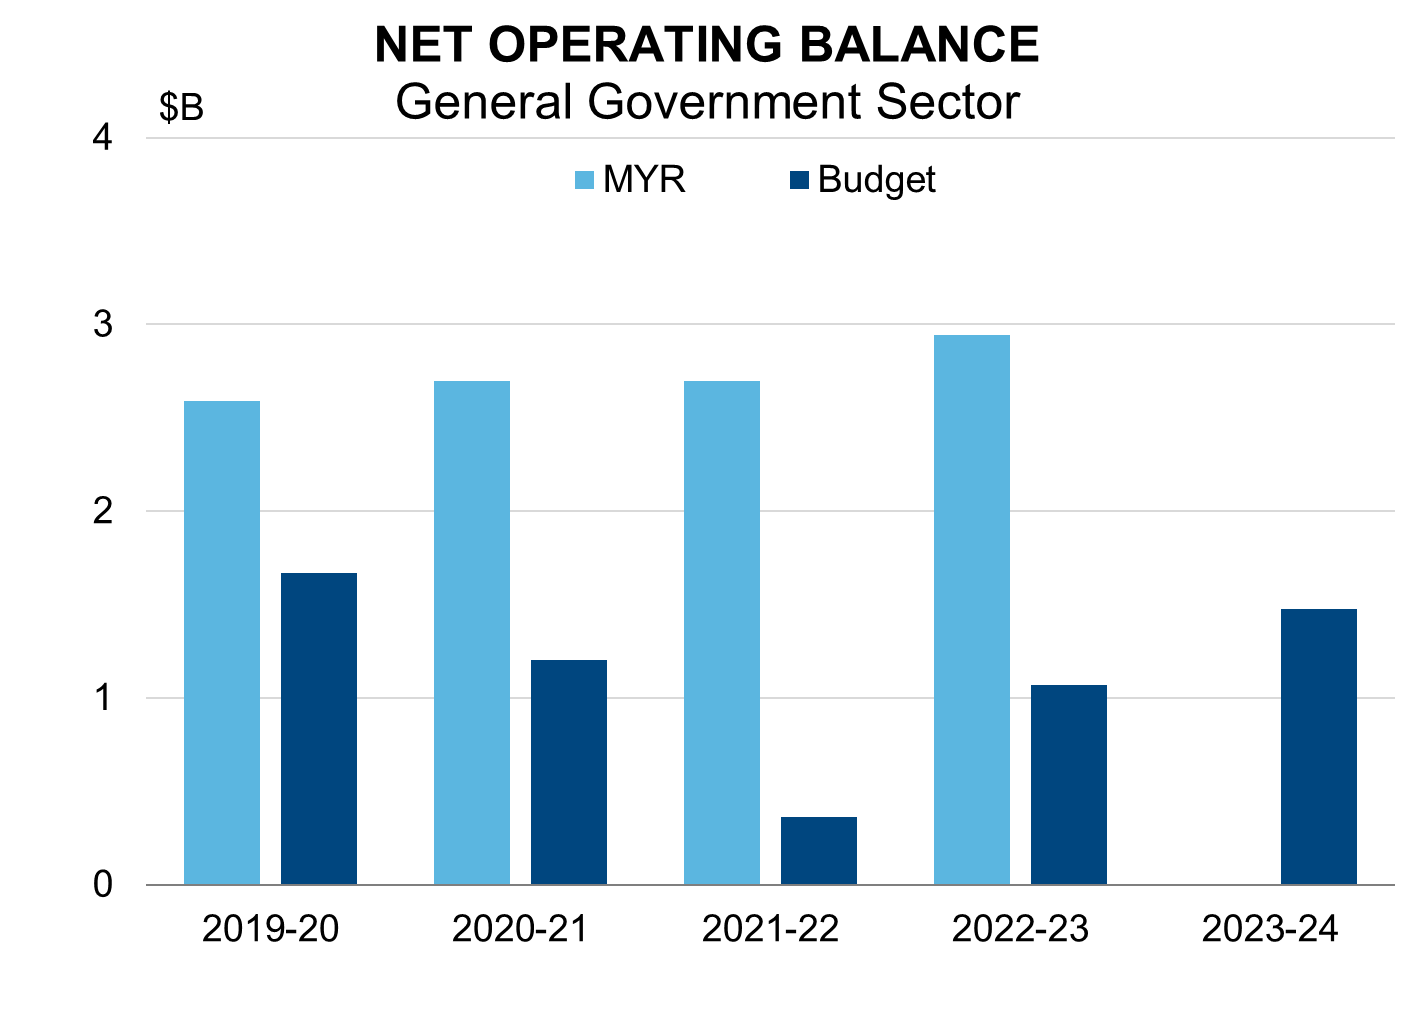 NET OPERATING BALANCE
General Government Sector
$B
4
MYR Budget
3
2
1
0
2019-20 2020-21 2021-22 2022-23 2023-24